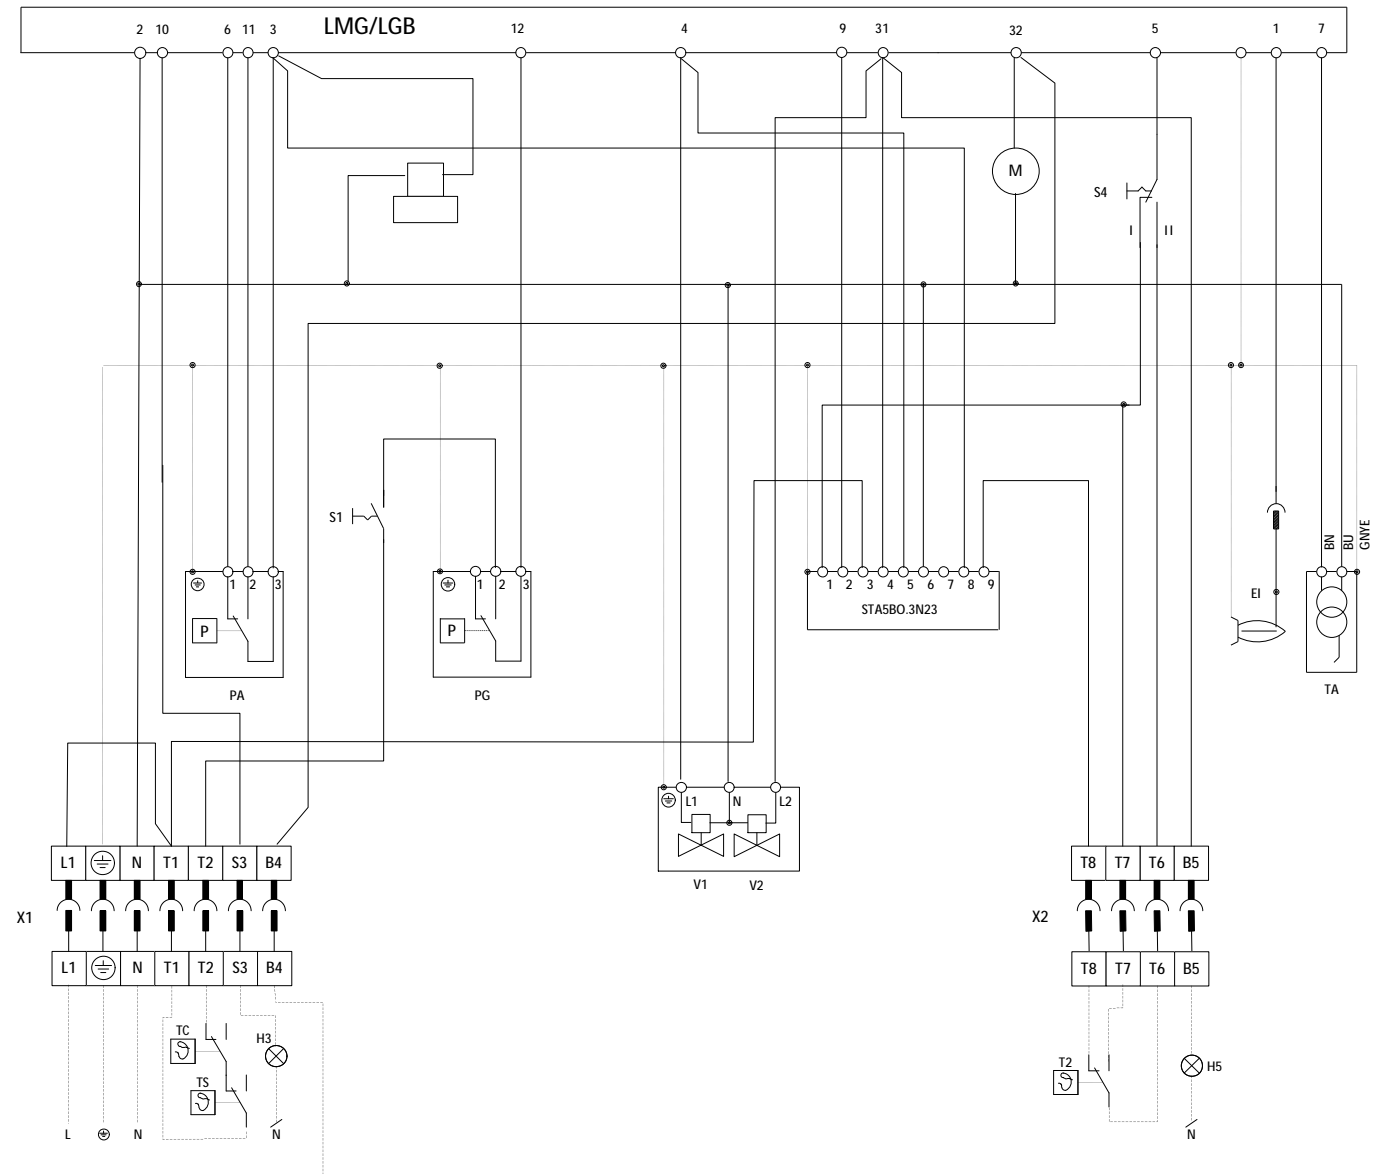 LMG/LGB
2 10 6 11 3 12 4 9 31 32 5 1 7
M
S4
I II
S1
BN
BU
GNYE
1 2 3
1 2 3
1 2 3 4 5 6 7 8 9
STA5BO.3N23
EI
P
P
PA
PG
TA
L1 N L2
V1 V2
L1 N T1 T2 S3 B4
T8 T7 T6 B5
X1
X2
L1 N T1 T2 S3 B4
T8 T7 T6 B5
TC
H3
TS
T2
H5
L N N
N